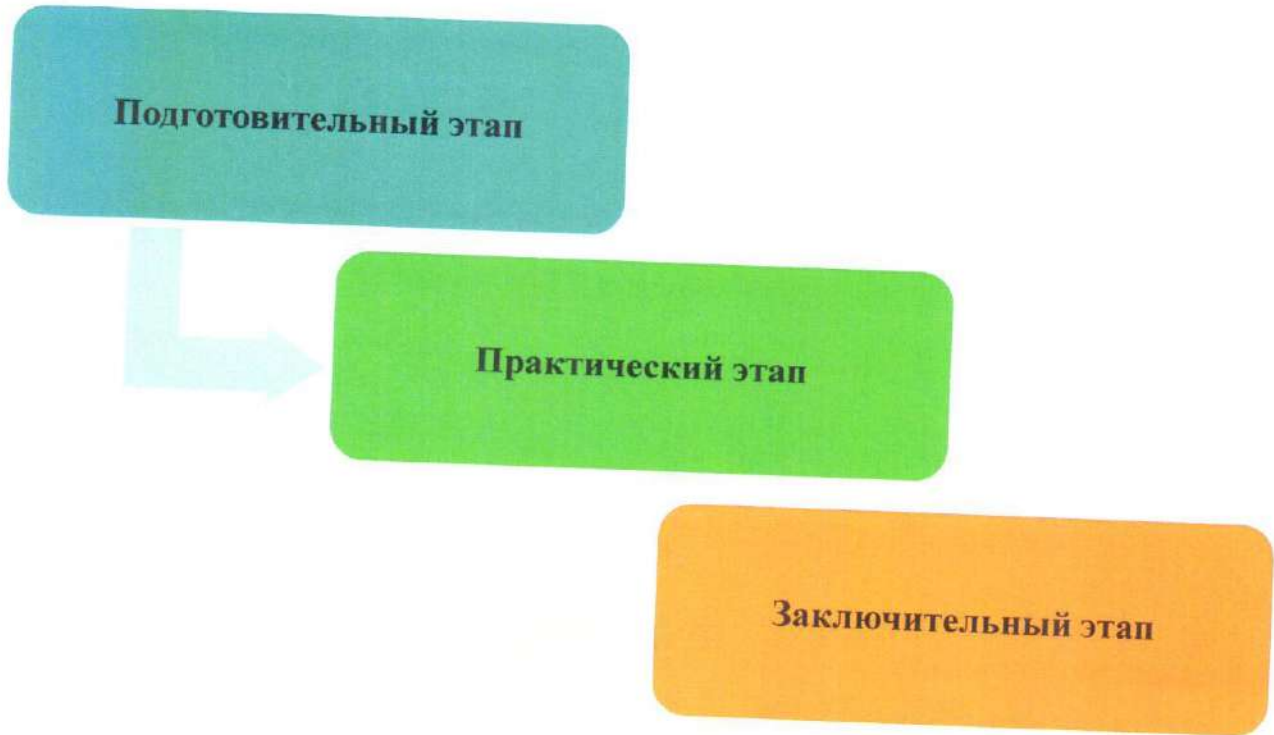 Подготовительный этап
Практический этап
Заключительный этап